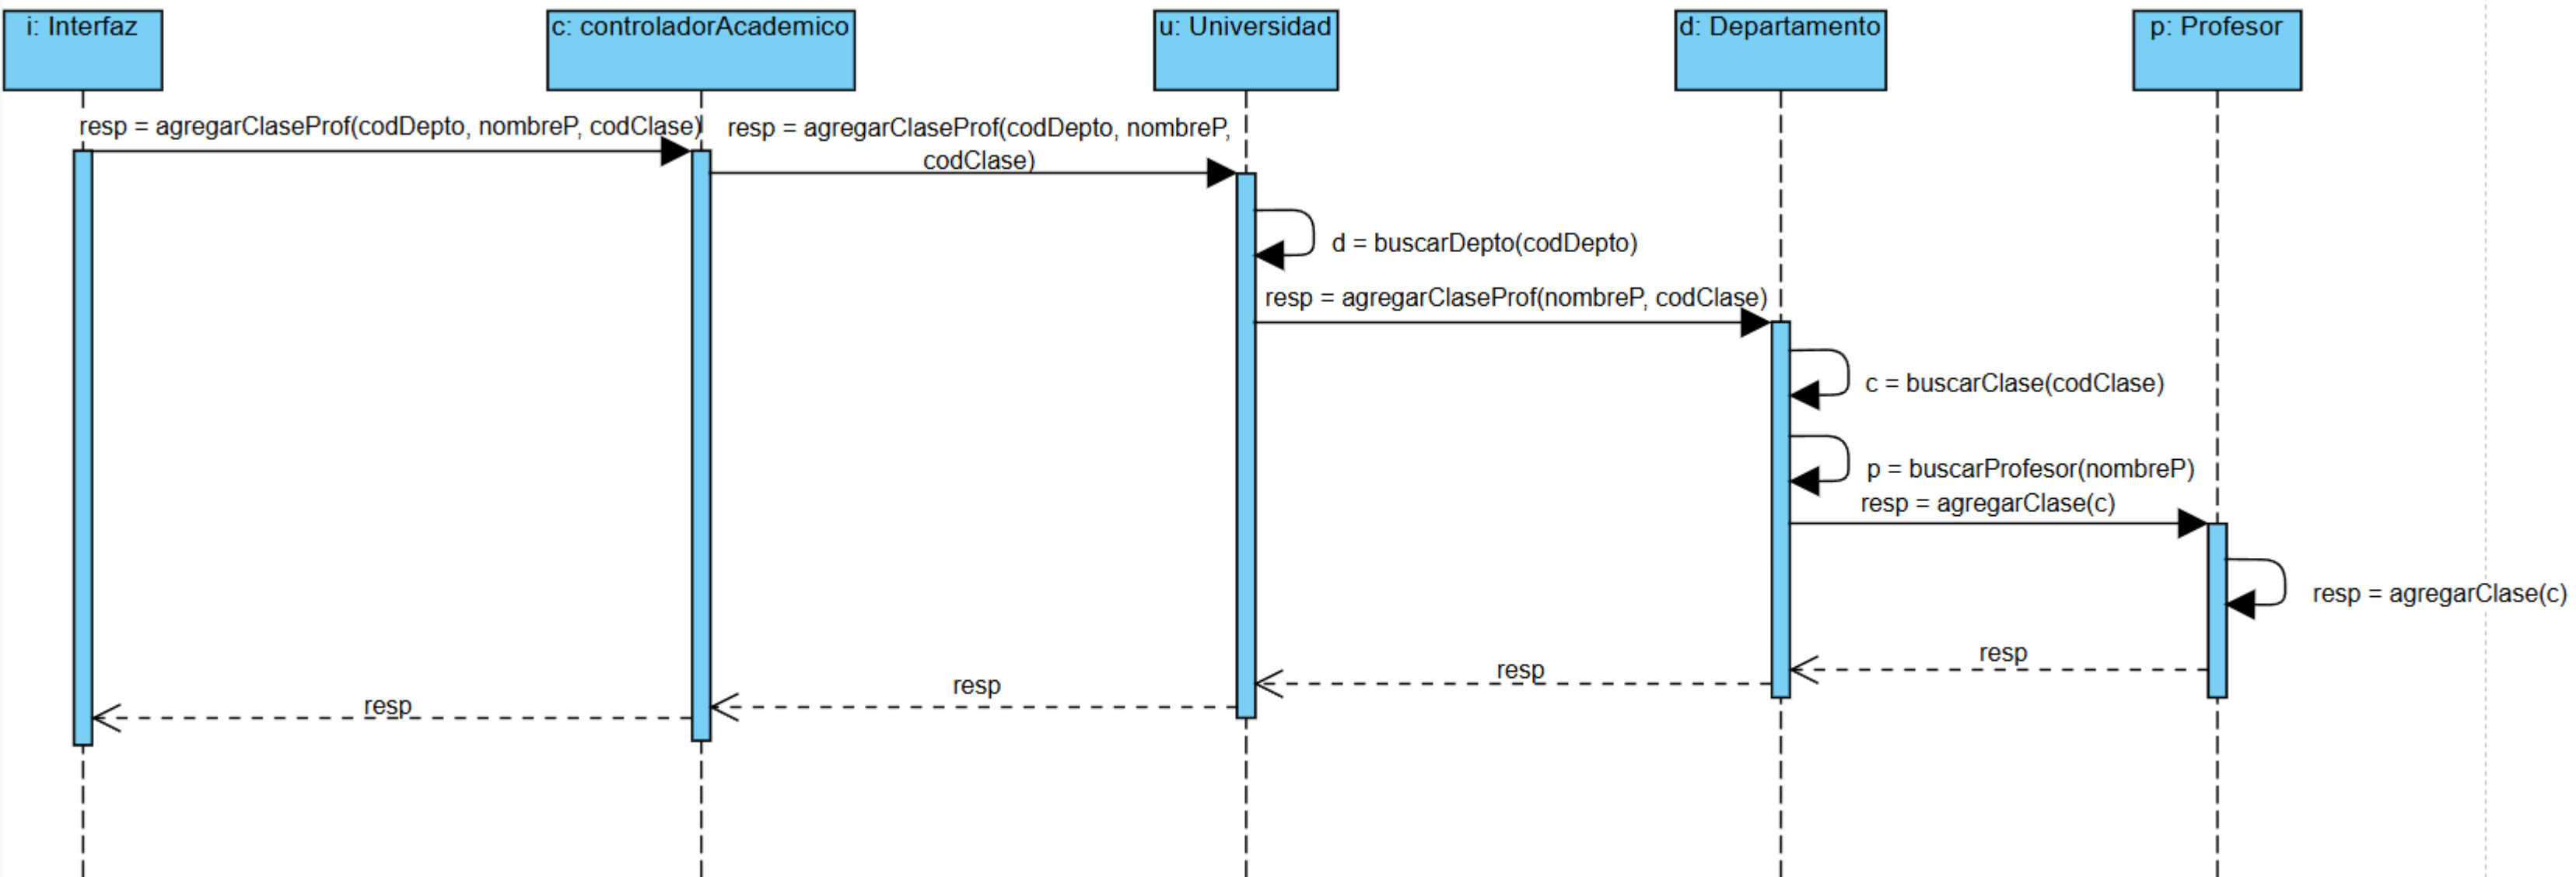 i: Interfaz
c: controladorAcademico
u: Universidad
d: Departamento
p: Profesor
resp = agregarClaseProf(codDepto, nombreP, codClase)
resp = agregarClaseProf(codDepto, nombreP,
codClase)
d = buscarDepto(codDepto)
resp = agregarClaseProf(nombreP, codClase)
c = buscarClase(codClase)
p = buscarProfesor(nombreP)
resp = agregarClase(c)
resp = agregarClase(c)
resp
resp
resp
resp